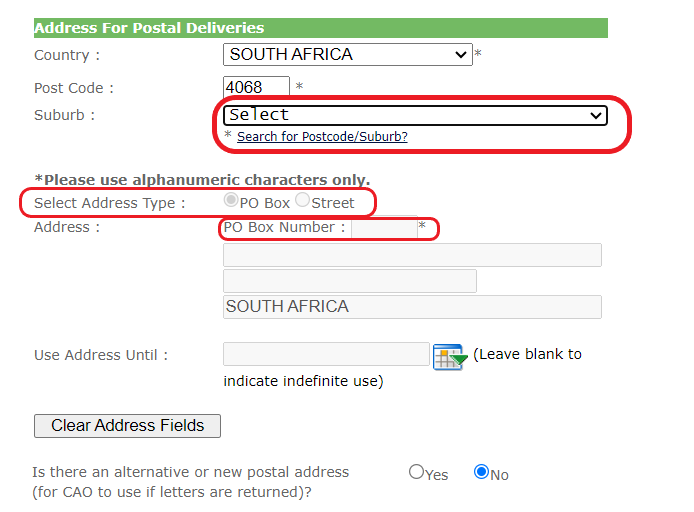 Address For Postal Deliveries
Country : SOUTH AFRICA *
Post Code : 4068 *
Suburb : Select
* Search for Postcode/Suburb?
*Please use alphanumeric characters only.
Select Address Type : PO Box Street
Address : PO Box Number : *
SOUTH AFRICA
Use Address Until : (Leave blank to
indicate indefinite use)
Clear Address Fields
Is there an alternative or new postal address Yes No
(for CAO to use if letters are returned)?